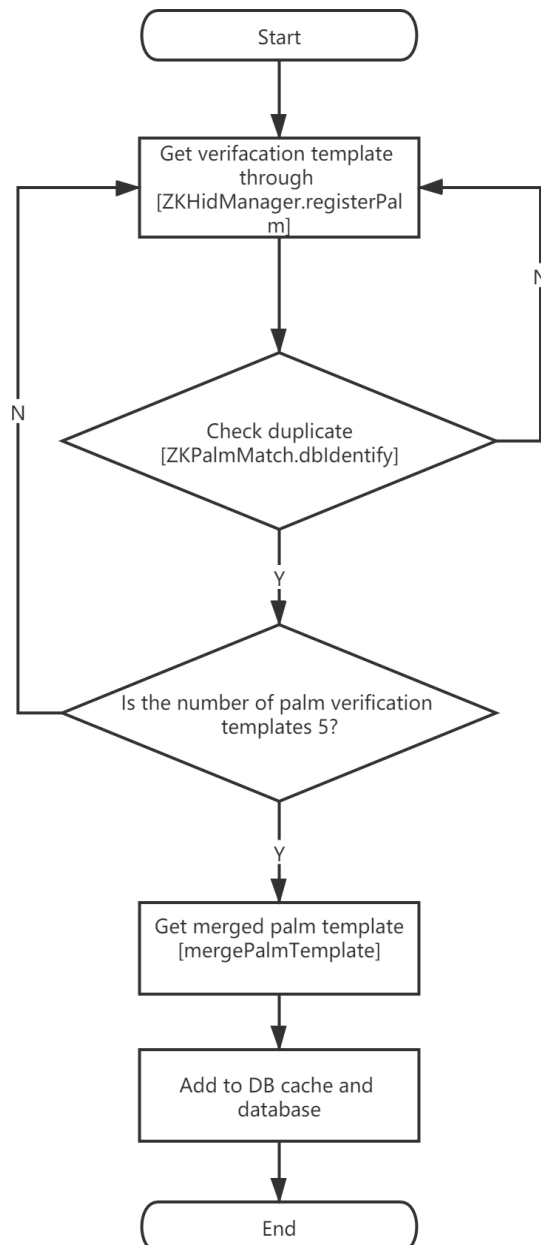 Start
Get verifacation template
through
[ZKHidManager.registerPal
m]
N
N
Check duplicate
[ZKPalmMatch.dbIdentify]
Y
Is the number of palm verification
templates 5?
Y
Get merged palm template
[mergePalmTemplate]
Add to DB cache and
database
End